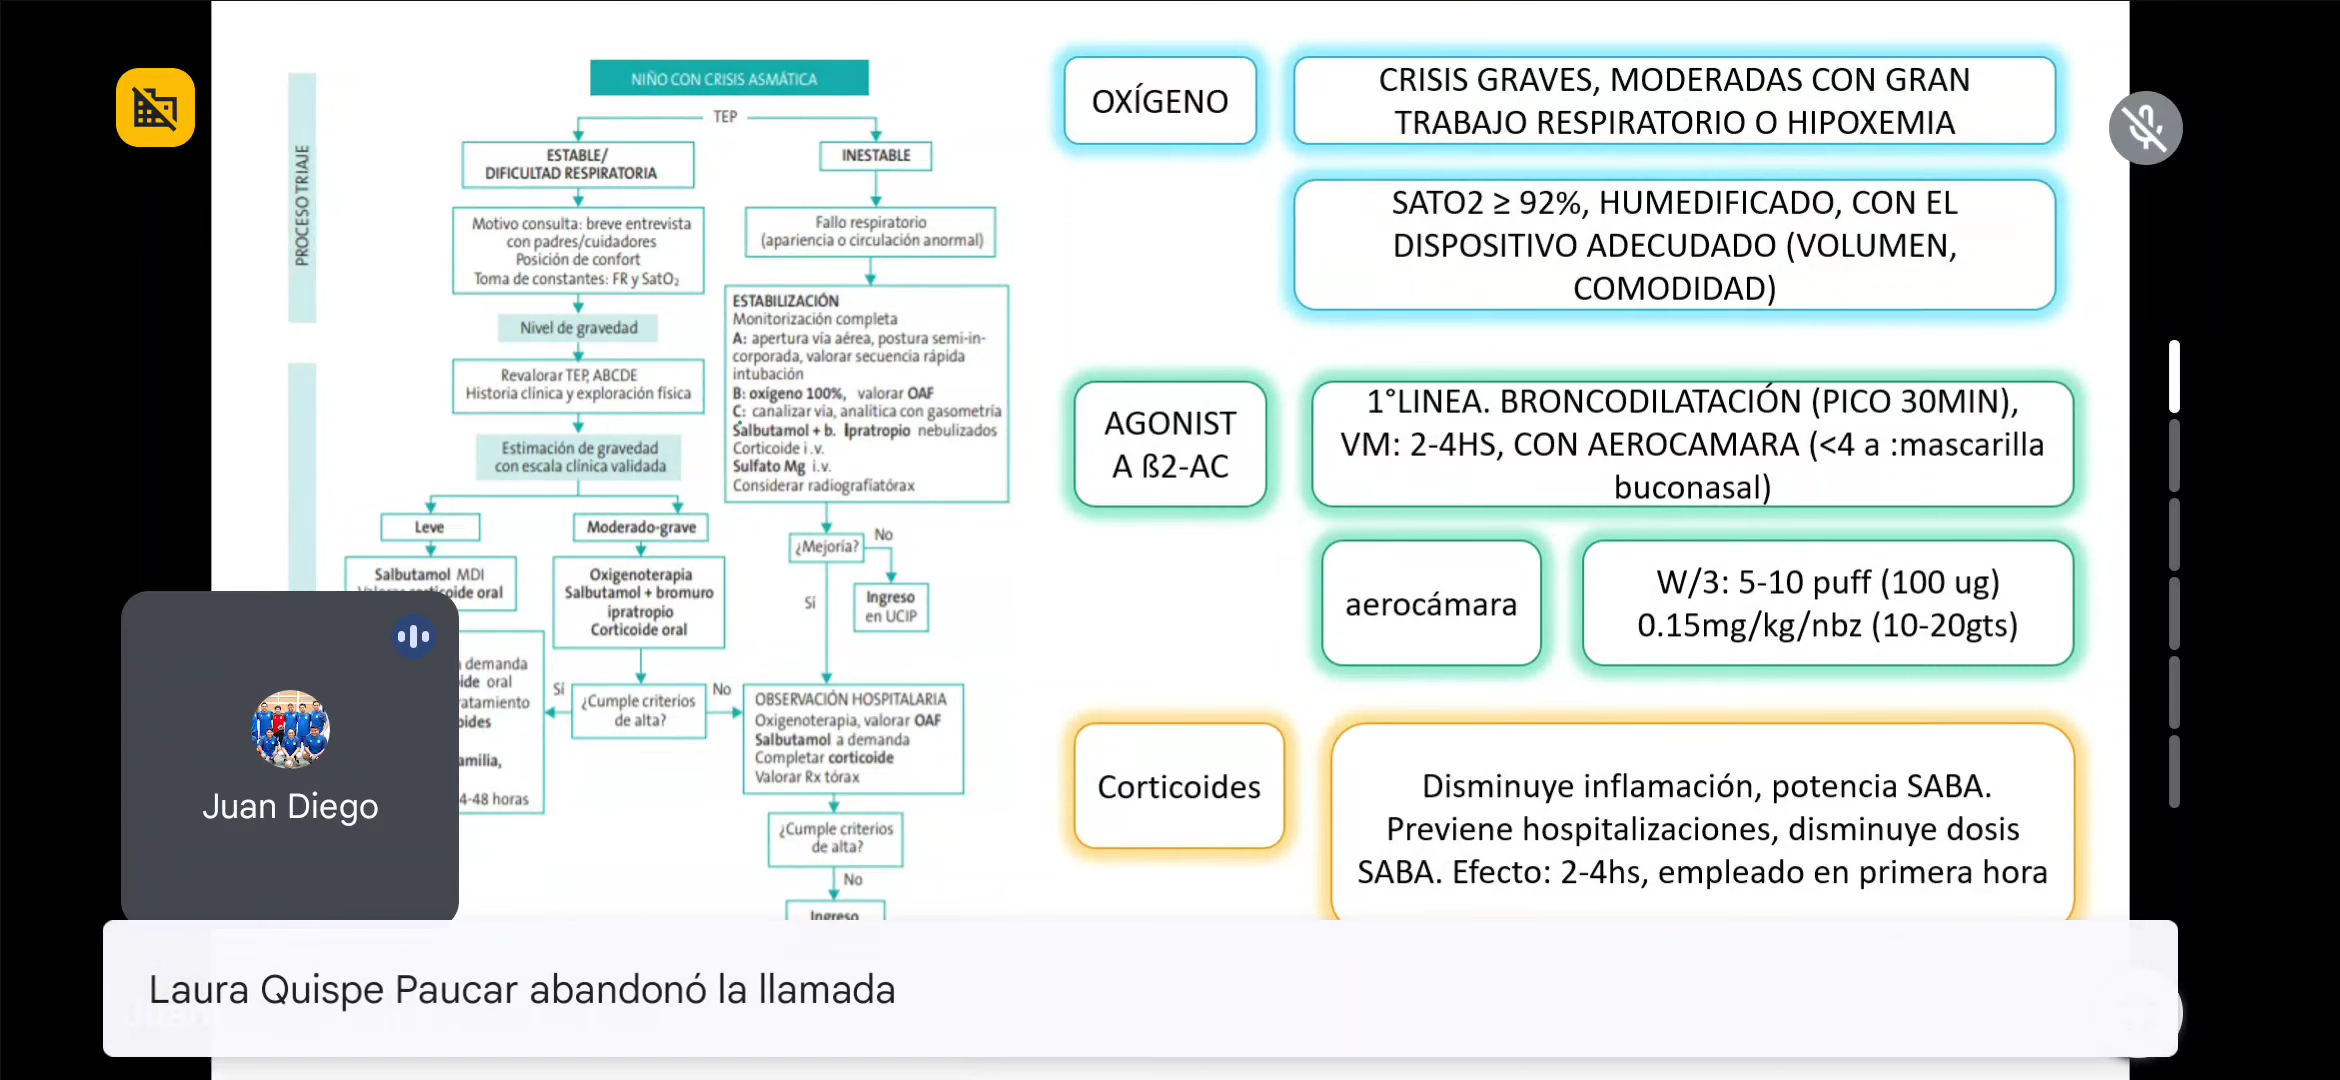 NIÑO CON CRISIS ASMÁTICA
TEP
PROCESO TRIAJE
ESTABLE/
DIFICULTAD RESPIRATORIA
INESTABLE
Motivo consulta: breve entrevista
con padres/cuidadores
Posición de confort
Toma de constantes: FR y SatO₂
Fallo respiratorio
(apariencia o circulación anormal)
Nivel de gravedad
Revalorar TEP, ABCDE
Historia clínica y exploración física
Estimación de gravedad
con escala clínica validada
ESTABILIZACIÓN
Monitorización completa
A: apertura vía aérea, postura semi-in-
corporada, valorar secuencia rápida
intubación
B: oxígeno 100%, valorar OAF
C: canalizar vía, analítica con gasometría
Salbutamol + b. Ipratropio nebulizados
Corticoide i.v.
Sulfato Mg i.v.
Considerar radiografíatórax
Leve
Moderado-grave
Salbutamol MDI
corticoide oral
Oxigenoterapia
Salbutamol + bromuro
ipratropio
Corticoide oral
¿Mejoría?
No
Sí
Ingreso
en UCIP
demanda
oral
4-48 horas
Sí
¿Cumple criterios
de alta?
No
OBSERVACIÓN HOSPITALARIA
Oxigenoterapia, valorar OAF
Salbutamol a demanda
Completar corticoide
Valorar Rx tórax
¿Cumple criterios
de alta?
No
Ingreso
OXÍGENO
CRISIS GRAVES, MODERADAS CON GRAN
TRABAJO RESPIRATORIO O HIPOXEMIA
SATO2 ≥ 92%, HUMEDIFICADO, CON EL
DISPOSITIVO ADECUDADO (VOLUMEN,
COMODIDAD)
AGONIST
A ß2-AC
1°LINEA. BRONCODILATACIÓN (PICO 30MIN),
VM: 2-4HS, CON AEROCAMARA (<4 a :mascarilla
buconasal)
aerocámara
W/3: 5-10 puff (100 ug)
0.15mg/kg/nbz (10-20gts)
Corticoides
Disminuye inflamación, potencia SABA.
Previene hospitalizaciones, disminuye dosis
SABA. Efecto: 2-4hs, empleado en primera hora
Juan Diego
Laura Quispe Paucar abandonó la llamada